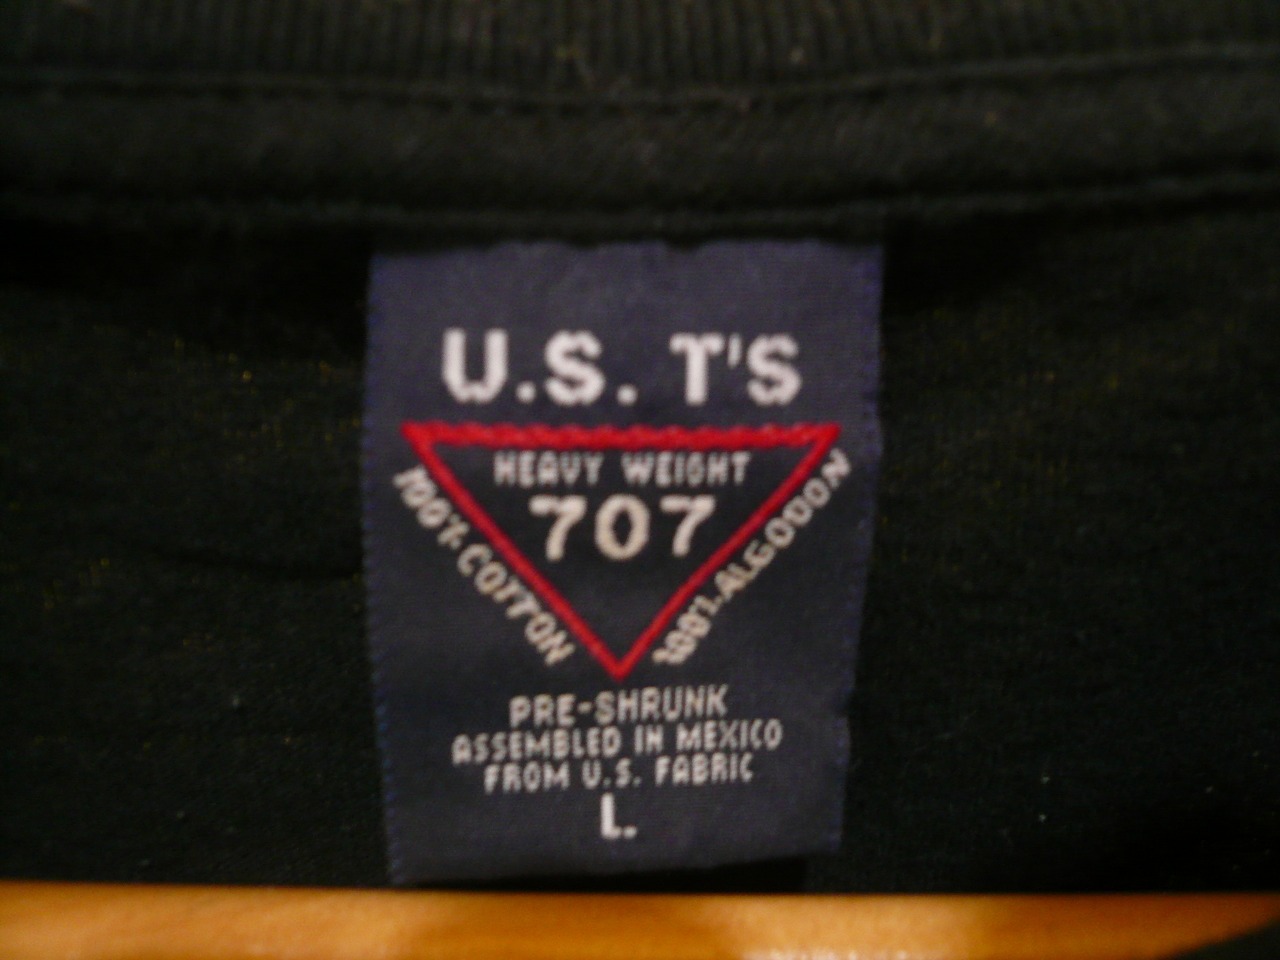 U.S. T'S
HEAVY WEIGHT
707
100% COTTON
100% ALGODON
PRE-SHRUNK
ASSEMBLED IN MEXICO
FROM U.S. FABRIC
L.